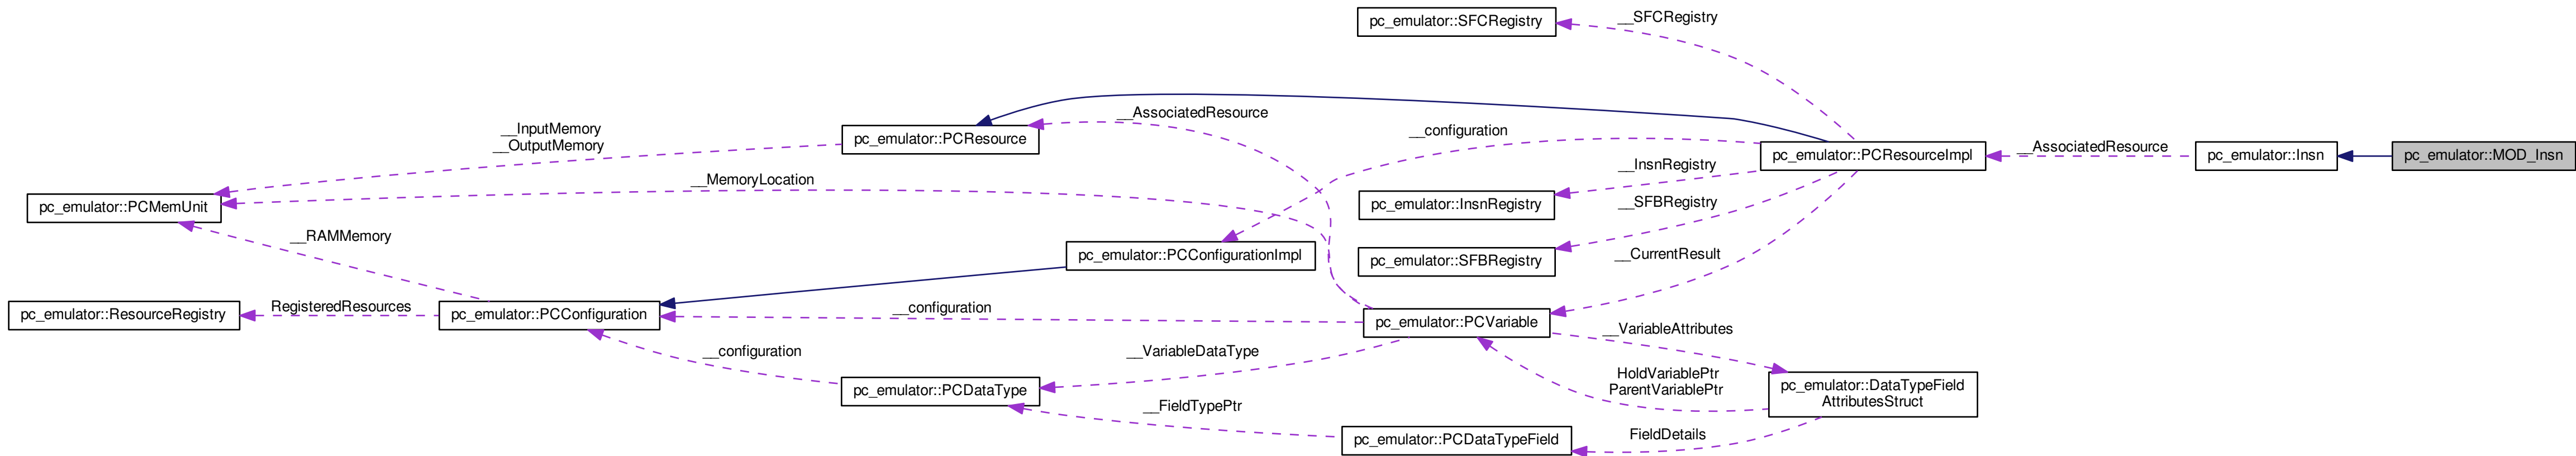 pc_emulator::SFCRegistry
__SFCRegistry
__AssociatedResource
__InputMemory
__OutputMemory
pc_emulator::PCResource
__configuration
pc_emulator::PCResourceImpl
__AssociatedResource
pc_emulator::Insn
pc_emulator::MOD_Insn
__InsnRegistry
__MemoryLocation
pc_emulator::PCMemUnit
pc_emulator::InsnRegistry
__SFBRegistry
__RAMMemory
pc_emulator::PCConfigurationImpl
pc_emulator::SFBRegistry
__CurrentResult
pc_emulator::ResourceRegistry
RegisteredResources
pc_emulator::PCConfiguration
__configuration
pc_emulator::PCVariable
__VariableAttributes
__configuration
__VariableDataType
HoldVariablePtr
ParentVariablePtr
pc_emulator::DataTypeField
AttributesStruct
pc_emulator::PCDataType
__FieldTypePtr
pc_emulator::PCDataTypeField
FieldDetails